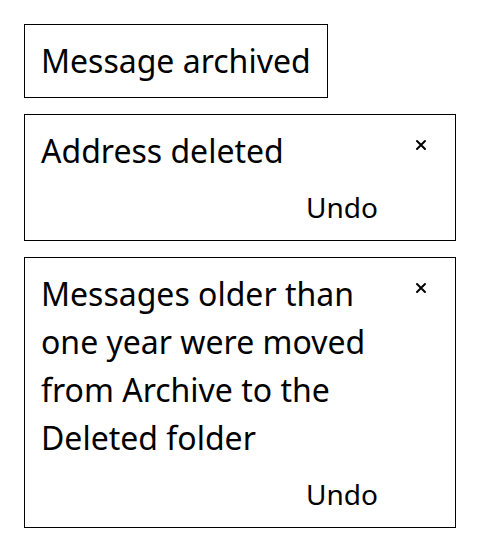 Message archived
Address deleted
Undo
Messages older than
one year were moved
from Archive to the
Deleted folder
Undo